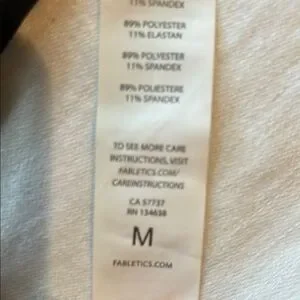 11% SPANDEX
89% POLYESTER
11% ELASTAN
89% POLYESTER
11% SPANDEX
89% POLIESTERE
11% SPANDEX
TO SEE MORE CARE
INSTRUCTIONS, VISIT
FABLETICS.COM/
CAREINSTRUCTIONS
CA 57737
RN 134638
M
FABLETICS.COM